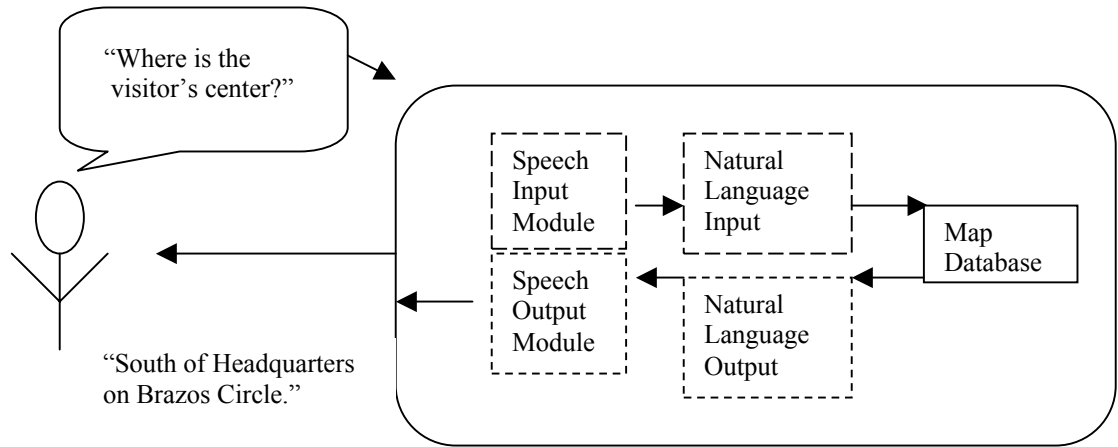 “Where is the
visitor’s center?”
Speech
Input
Module
Natural
Language
Input
Map
Database
Speech
Output
Module
Natural
Language
Output
“South of Headquarters
on Brazos Circle.”